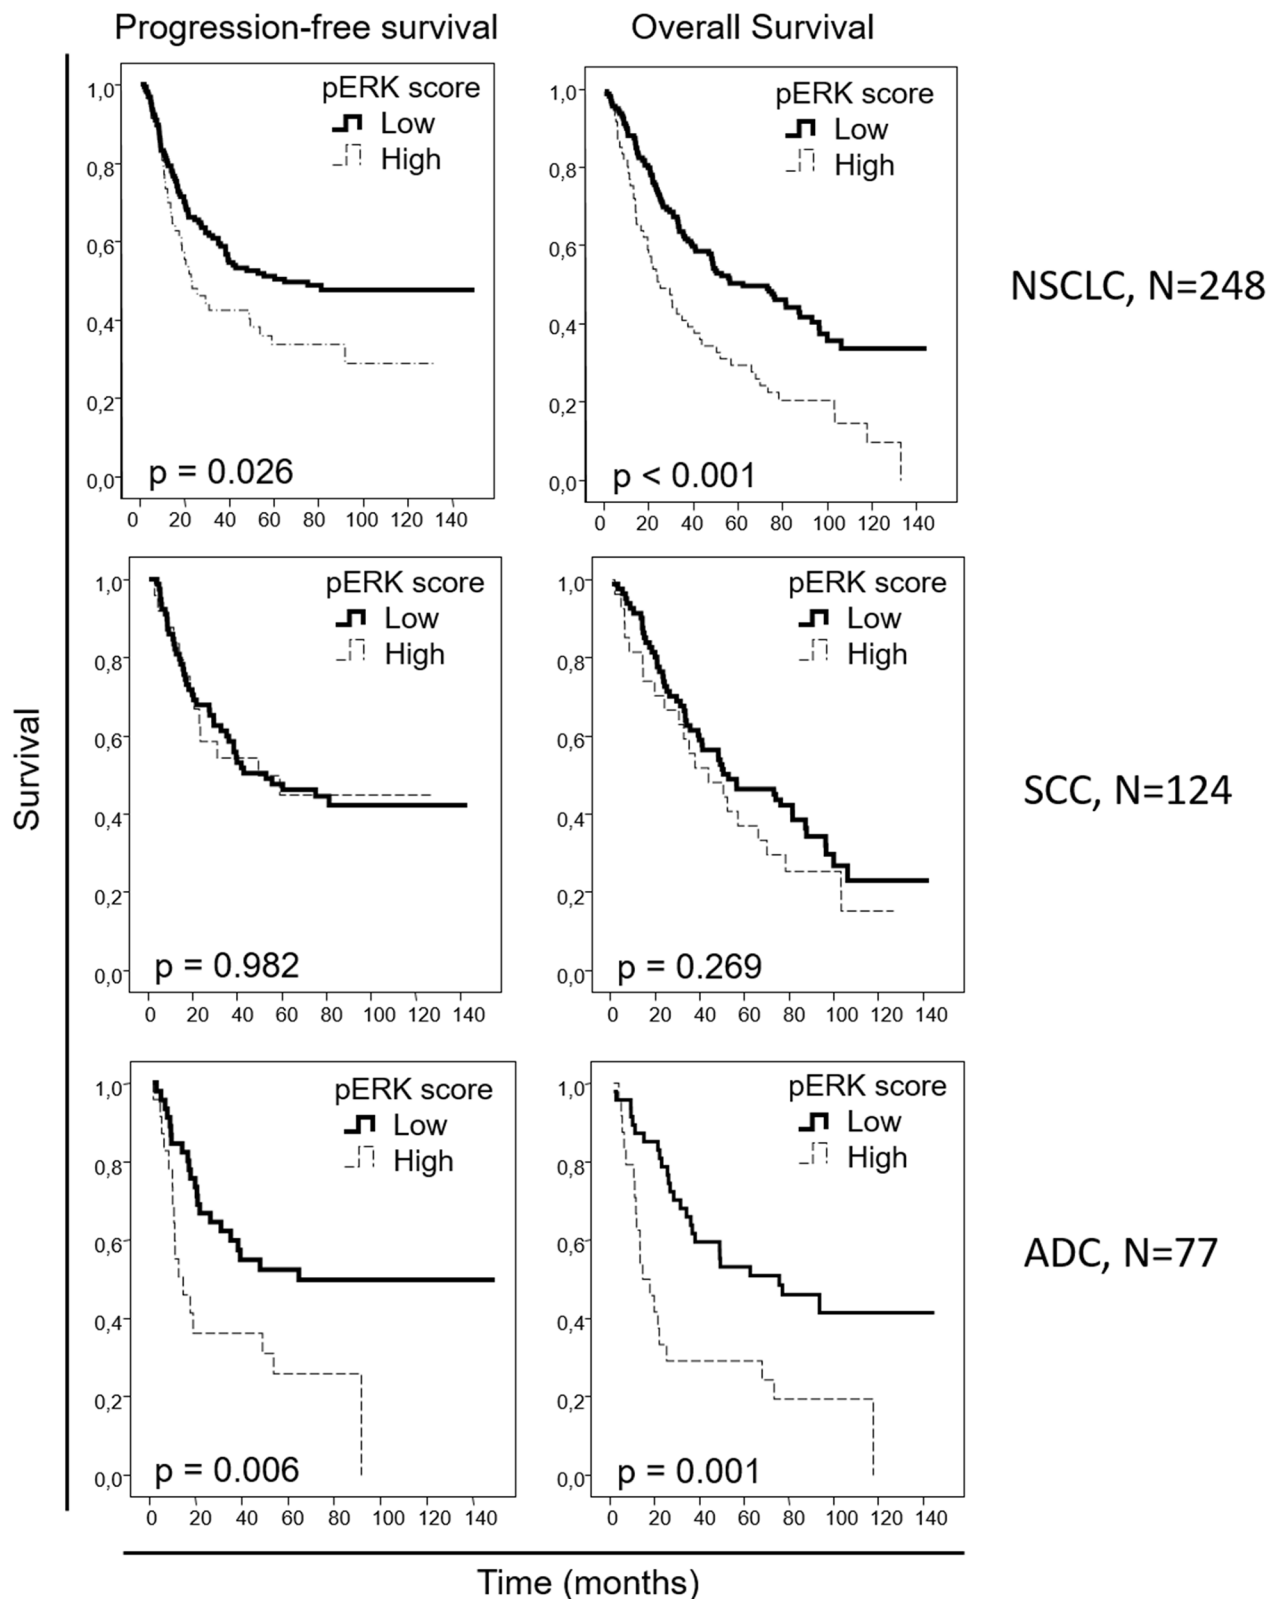 Progression-free survival
Overall Survival
pERK score
Low
High
1,0
0,8
0,6
0,4
0,2
0,0
p = 0.026
0 20 40 60 80 100 120 140
pERK score
Low
High
1,0
0,8
0,6
0,4
0,2
0,0
p < 0.001
0 20 40 60 80 100 120 140
NSCLC, N=248
pERK score
Low
High
1,0
0,8
0,6
0,4
0,2
0,0
p = 0.982
0 20 40 60 80 100 120 140
pERK score
Low
High
1,0
0,8
0,6
0,4
0,2
0,0
p = 0.269
0 20 40 60 80 100 120 140
SCC, N=124
pERK score
Low
High
1,0
0,8
0,6
0,4
0,2
0,0
p = 0.006
0 20 40 60 80 100 120 140
pERK score
Low
High
1,0
0,8
0,6
0,4
0,2
0,0
p = 0.001
0 20 40 60 80 100 120 140
ADC, N=77
Survival
Time (months)